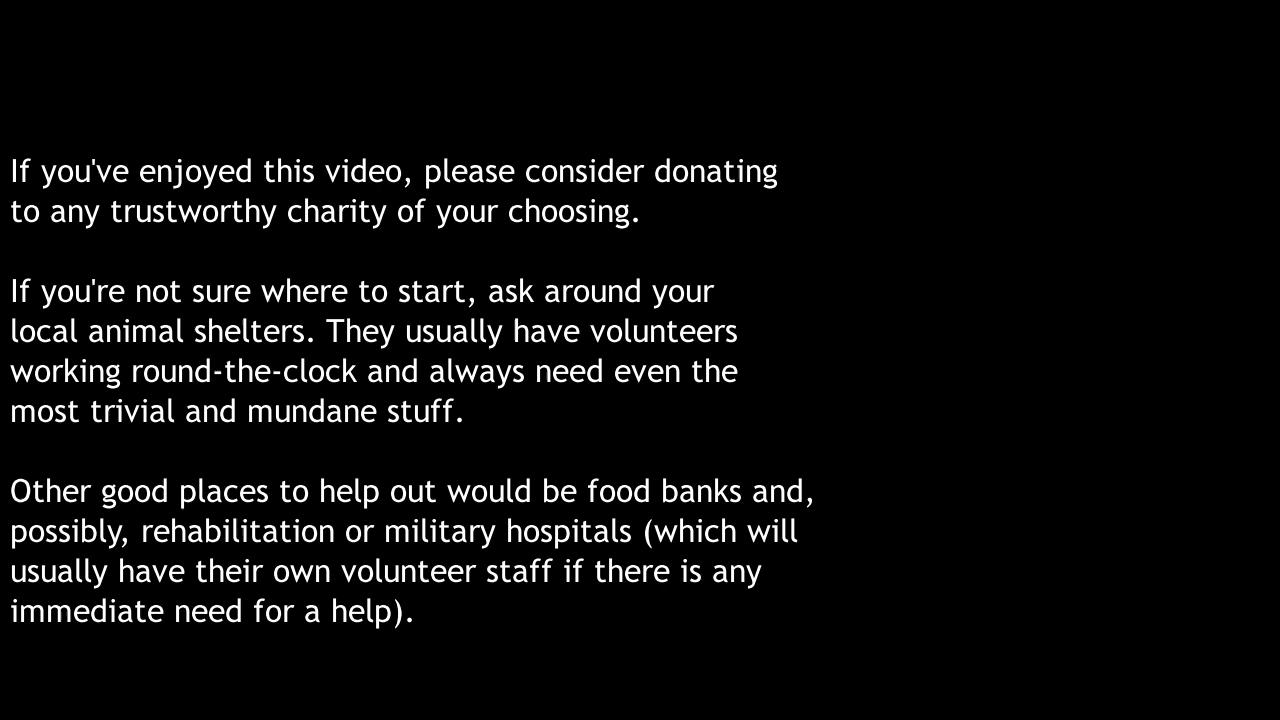 If you've enjoyed this video, please consider donating
to any trustworthy charity of your choosing.
If you're not sure where to start, ask around your
local animal shelters. They usually have volunteers
working round-the-clock and always need even the
most trivial and mundane stuff.
Other good places to help out would be food banks and,
possibly, rehabilitation or military hospitals (which will
usually have their own volunteer staff if there is any
immediate need for a help).